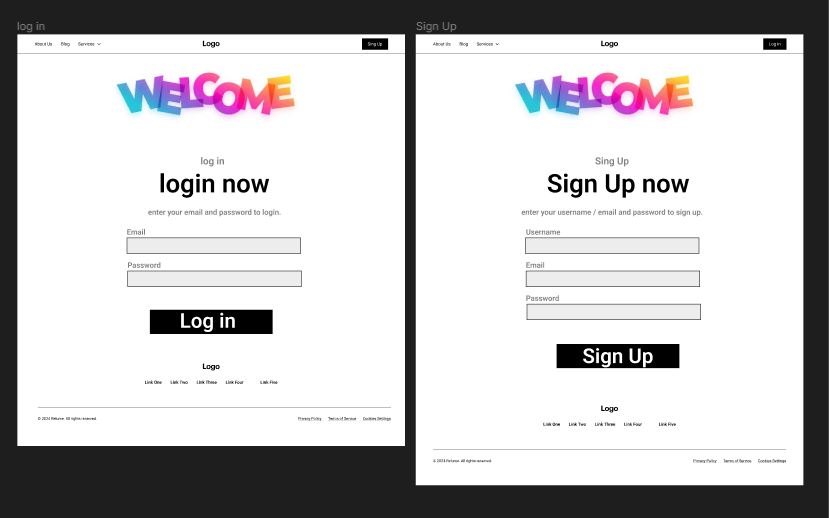 log in
About Us Blog Services Logo Sing Up
WELCOME
log in
login now
enter your email and password to login.
Email
Password
Log in
Logo
Link One Link Two Link Three Link Four Link Five
© 2024 Relume. All rights reserved. Privacy Policy Terms of Service Cookies Settings
Sign Up
About Us Blog Services Logo Log In
WELCOME
Sing Up
Sign Up now
enter your username / email and password to sign up.
Username
Email
Password
Sign Up
Logo
Link One Link Two Link Three Link Four Link Five
© 2024 Relume. All rights reserved. Privacy Policy Terms of Service Cookies Settings